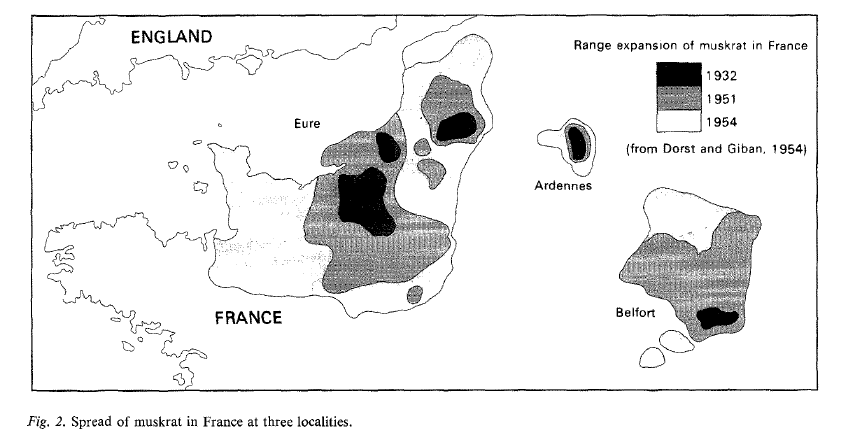 ENGLAND
Range expansion of muskrat in France
1932
1951
1954
(from Dorst and Giban, 1954)
Eure
Ardennes
Belfort
FRANCE
Fig. 2. Spread of muskrat in France at three localities.